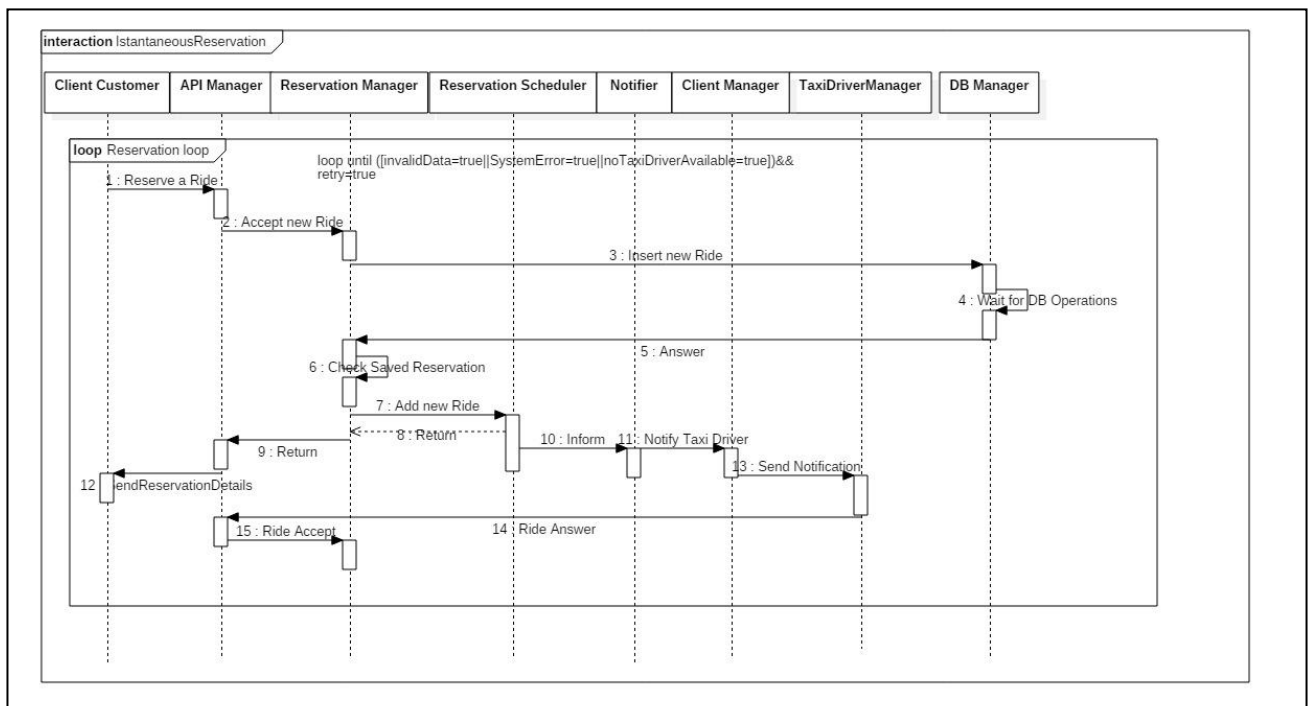 interaction IstantaneousReservation
Client Customer
API Manager
Reservation Manager
Reservation Scheduler
Notifier
Client Manager
TaxiDriverManager
DB Manager
loop Reservation loop
loop until ([invalidData=true||SystemError=true||noTaxiDriverAvailable=true])&&
retry=true
1 : Reserve a Ride
2 : Accept new Ride
3 : Insert new Ride
4 : Wait for DB Operations
5 : Answer
6 : Check Saved Reservation
7 : Add new Ride
8 : Return
9 : Return
10 : Inform
11 : Notify Taxi Driver
12 : SendReservationDetails
13 : Send Notification
14 : Ride Answer
15 : Ride Accept